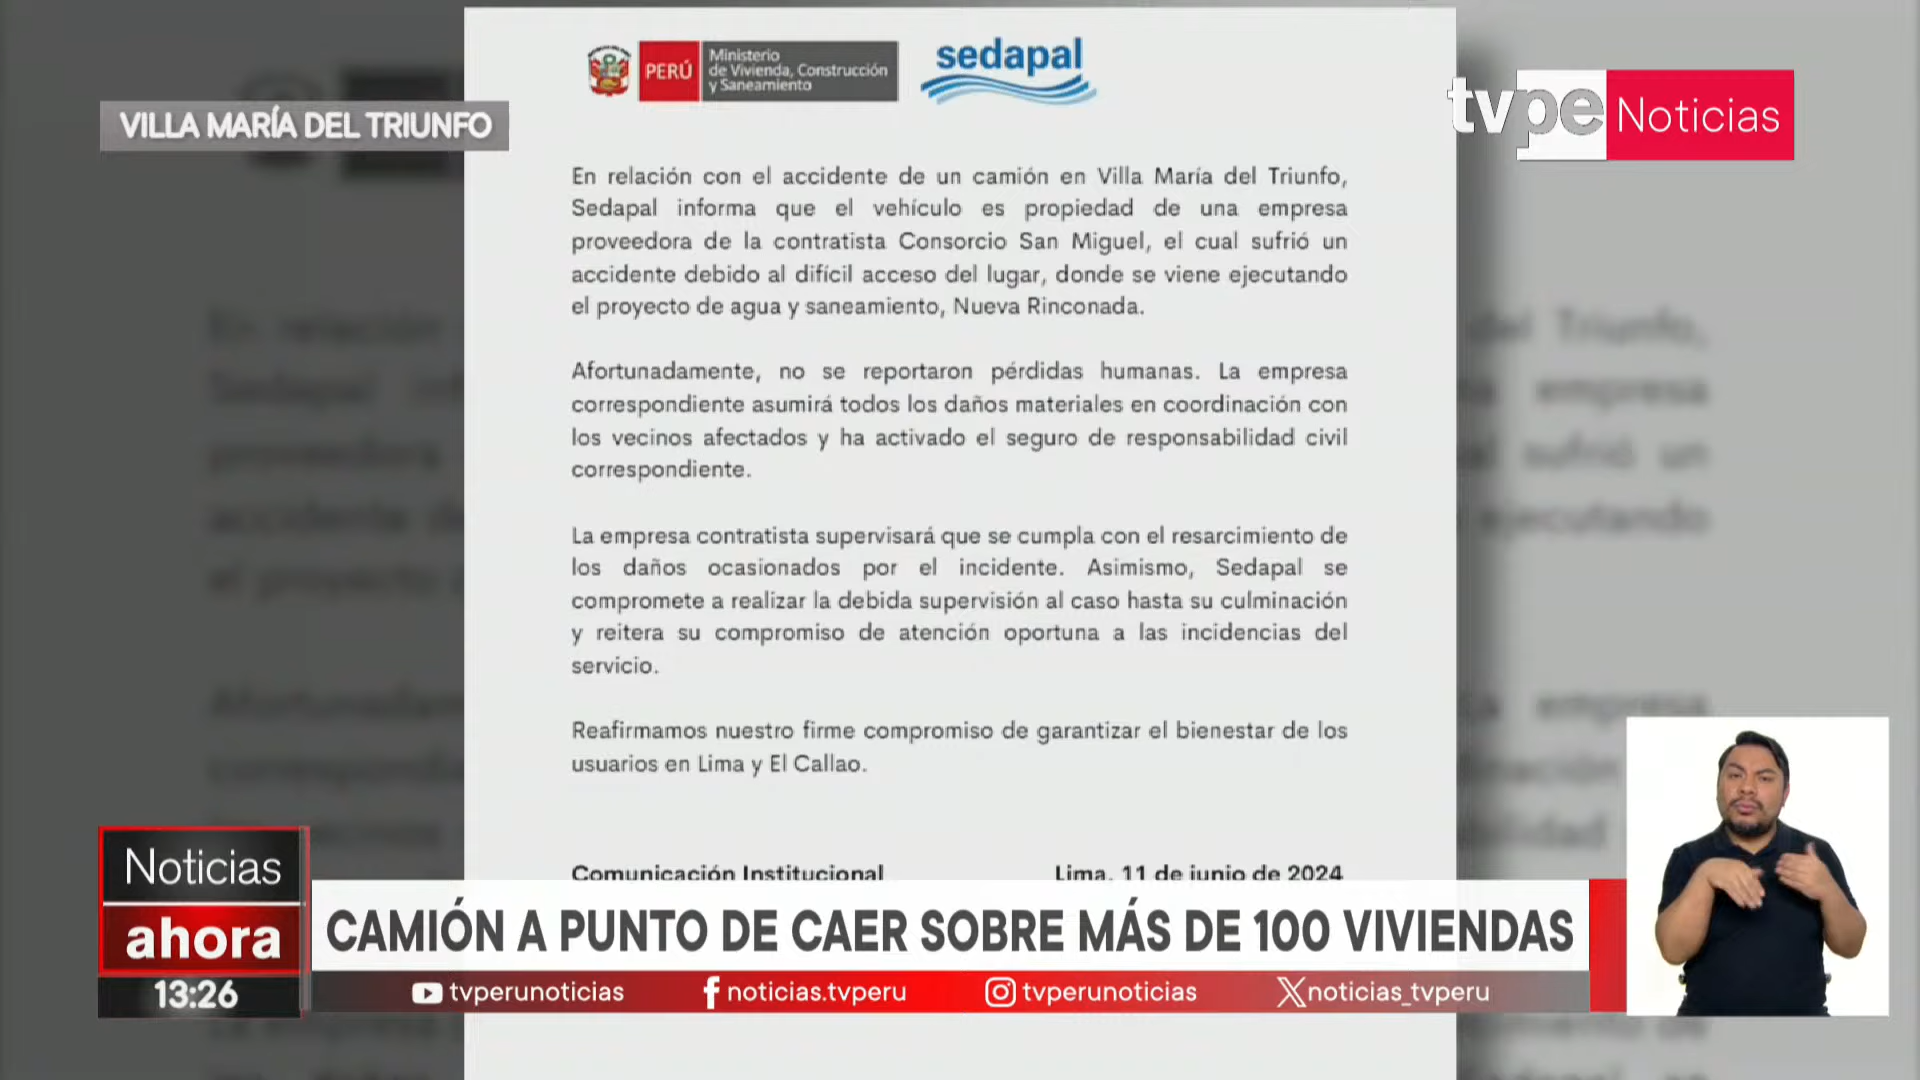 PERÚ
Ministerio
de Vivienda, Construcción
y Saneamiento
sedapal
VILLA MARÍA DEL TRIUNFO
tvpe Noticias
En relación con el accidente de un camión en Villa María del Triunfo,
Sedapal informa que el vehículo es propiedad de una empresa
proveedora de la contratista Consorcio San Miguel, el cual sufrió un
accidente debido al difícil acceso del lugar, donde se viene ejecutando
el proyecto de agua y saneamiento, Nueva Rinconada.
Afortunadamente, no se reportaron pérdidas humanas. La empresa
correspondiente asumirá todos los daños materiales en coordinación con
los vecinos afectados y ha activado el seguro de responsabilidad civil
correspondiente.
La empresa contratista supervisará que se cumpla con el resarcimiento de
los daños ocasionados por el incidente. Asimismo, Sedapal se
compromete a realizar la debida supervisión al caso hasta su culminación
y reitera su compromiso de atención oportuna a las incidencias del
servicio.
Reafirmamos nuestro firme compromiso de garantizar el bienestar de los
usuarios en Lima y El Callao.
Comunicación Institucional Lima, 11 de junio de 2024
Noticias
ahora
13:26
CAMIÓN A PUNTO DE CAER SOBRE MÁS DE 100 VIVIENDAS
tvperunoticias noticias.tvperu tvperunoticias noticias_tvperu